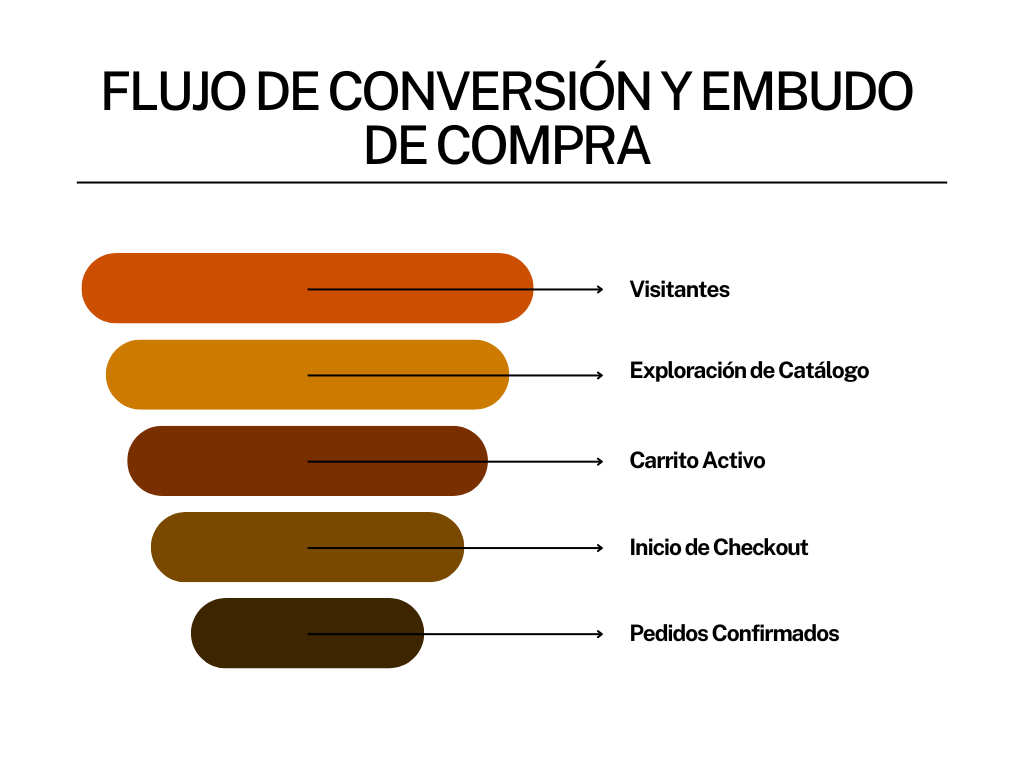 FLUJO DE CONVERSIÓN Y EMBUDO
DE COMPRA
Visitantes
Exploración de Catálogo
Carrito Activo
Inicio de Checkout
Pedidos Confirmados